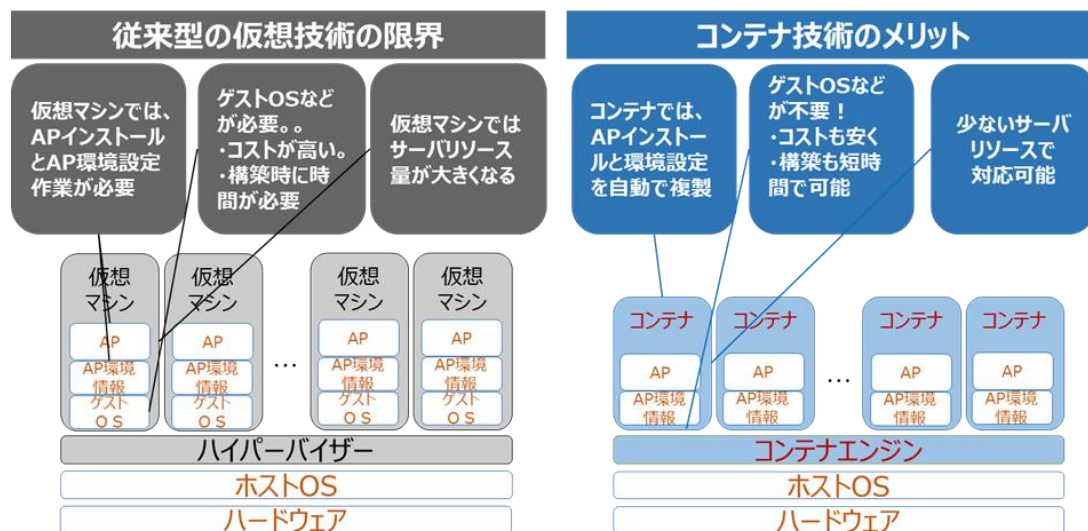 従来型の仮想技術の限界
仮想マシンでは、
APインストール
とAP環境設定
作業が必要
ゲストOSなど
が必要。。
・コストが高い。
・構築時に時
間が必要
仮想マシンでは
サーバリソース
量が大きくなる
仮想
マシン
AP
AP環境
情報
ゲスト
OS
仮想
マシン
AP
AP環境
情報
ゲスト
OS
…
仮想
マシン
AP
AP環境
情報
ゲスト
OS
仮想
マシン
AP
AP環境
情報
ゲスト
OS
ハイパーバイザー
ホストOS
ハードウェア
コンテナ技術のメリット
コンテナでは、
APインストー
ルと環境設定
を自動で複製
ゲストOSなど
が不要！
・コストも安く
・構築も短時
間で可能
少ないサーバ
リソースで
対応可能
コンテナ
AP
AP環境
情報
コンテナ
AP
AP環境
情報
…
コンテナ
AP
AP環境
情報
コンテナ
AP
AP環境
情報
コンテナエンジン
ホストOS
ハードウェア